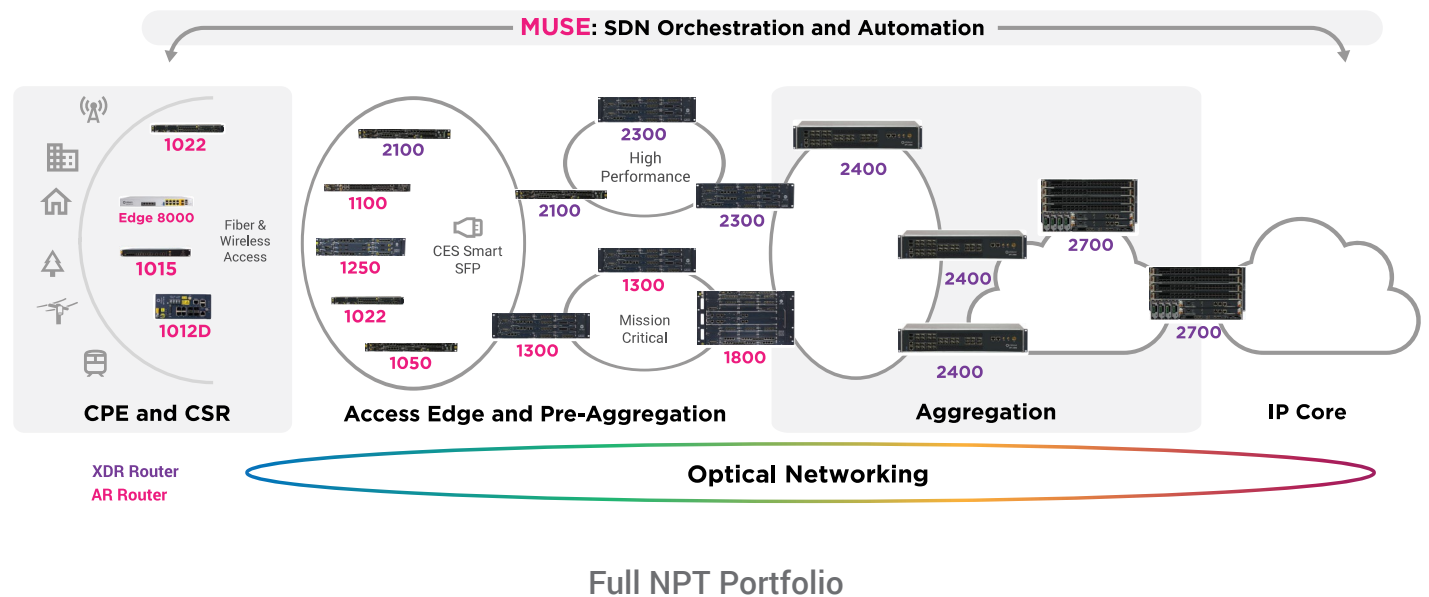 MUSE: SDN Orchestration and Automation
1022
Edge 8000
1015
1012D
Fiber &
Wireless
Access
CPE and CSR
2100
1100
1250
1022
1050
CES Smart
SFP
2100
1300
2300
High
Performance
2300
1300
Mission
Critical
1800
Access Edge and Pre-Aggregation
2400
2400
2400
2700
2700
Aggregation
IP Core
XDR Router
AR Router
Optical Networking
Full NPT Portfolio